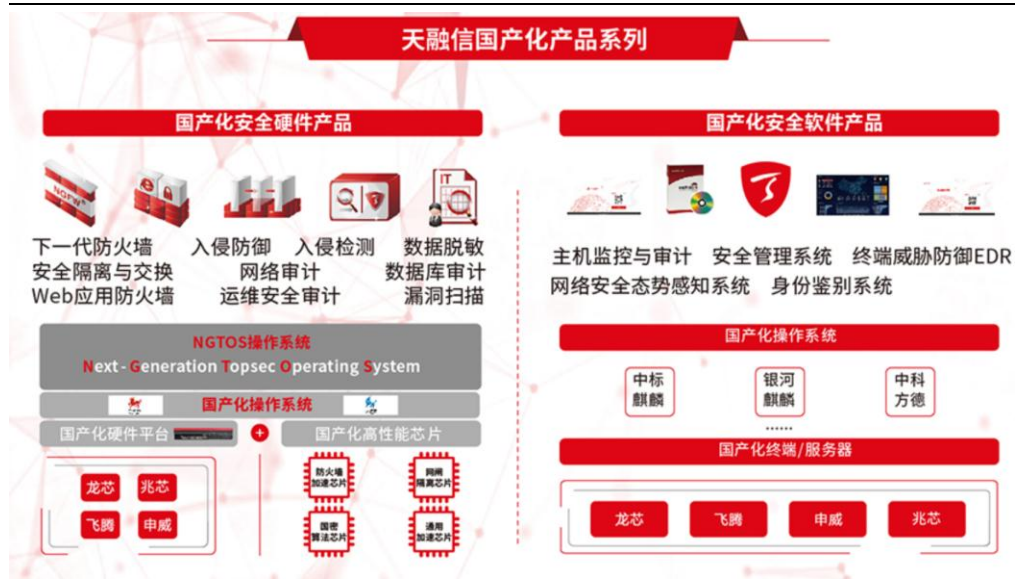 天融信国产化产品系列
国产化安全硬件产品
NGFW®
IT
下一代防火墙 入侵防御 入侵检测 数据脱敏
安全隔离与交换 网络审计 数据库审计
Web应用防火墙 运维安全审计 漏洞扫描
NGTOS操作系统
Next-Generation Topsec Operating System
国产化操作系统
国产化硬件平台 + 国产化高性能芯片
龙芯 兆芯
飞腾 申威
防火墙
加速芯片
网闸
隔离芯片
国密
算法芯片
通用
加速芯片
国产化安全软件产品
主机监控与审计 安全管理系统 终端威胁防御EDR
网络安全态势感知系统 身份鉴别系统
国产化操作系统
中标
麒麟
银河
麒麟
中科
方德
......
国产化终端/服务器
龙芯 飞腾 申威 兆芯